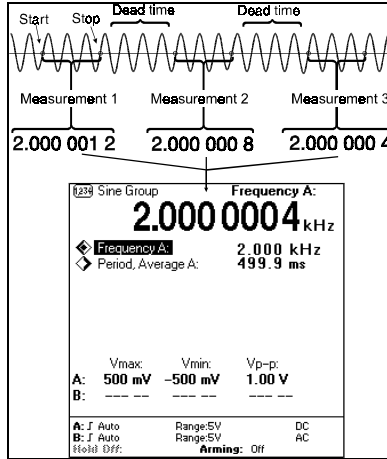 Dead time Dead time
Start Stop
Measurement 1 Measurement 2 Measurement 3
2.000 001 2 2.000 000 8 2.000 000 4
1,234 Sine Group Frequency A:
2.000 0004 kHz
Frequency A: 2.000 kHz
Period, Average A: 499.9 ms
Vmax: Vmin: Vp-p:
A: 500 mV -500 mV 1.00 V
B: --- -- --- -- --- --
A: ∫ Auto Range:5V DC
B: ∫ Auto Range:5V AC
Hold Off: Arming: Off